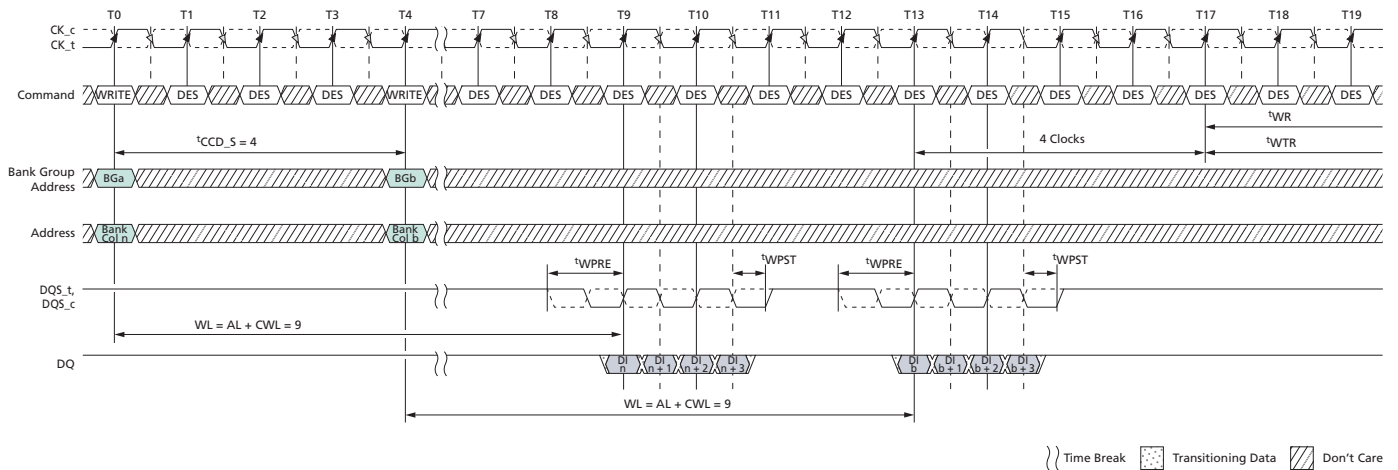 T0 T1 T2 T3 T4 T7 T8 T9 T10 T11 T12 T13 T14 T15 T16 T17 T18 T19
CK_c
CK_t
Command WRITE DES DES DES WRITE DES DES DES DES DES DES DES DES DES DES DES DES DES
tWR
tCCD_S = 4 4 Clocks tWTR
Bank Group
Address BGa BGb
Address Bank
Col n Bank
Col b
tWPRE tWPST tWPRE tWPST
DQS_t,
DQS_c
WL = AL + CWL = 9
DQ DI
n DI
n + 1 DI
n + 2 DI
n + 3 DI
b DI
b + 1 DI
b + 2 DI
b + 3
WL = AL + CWL = 9
Time Break Transitioning Data Don't Care